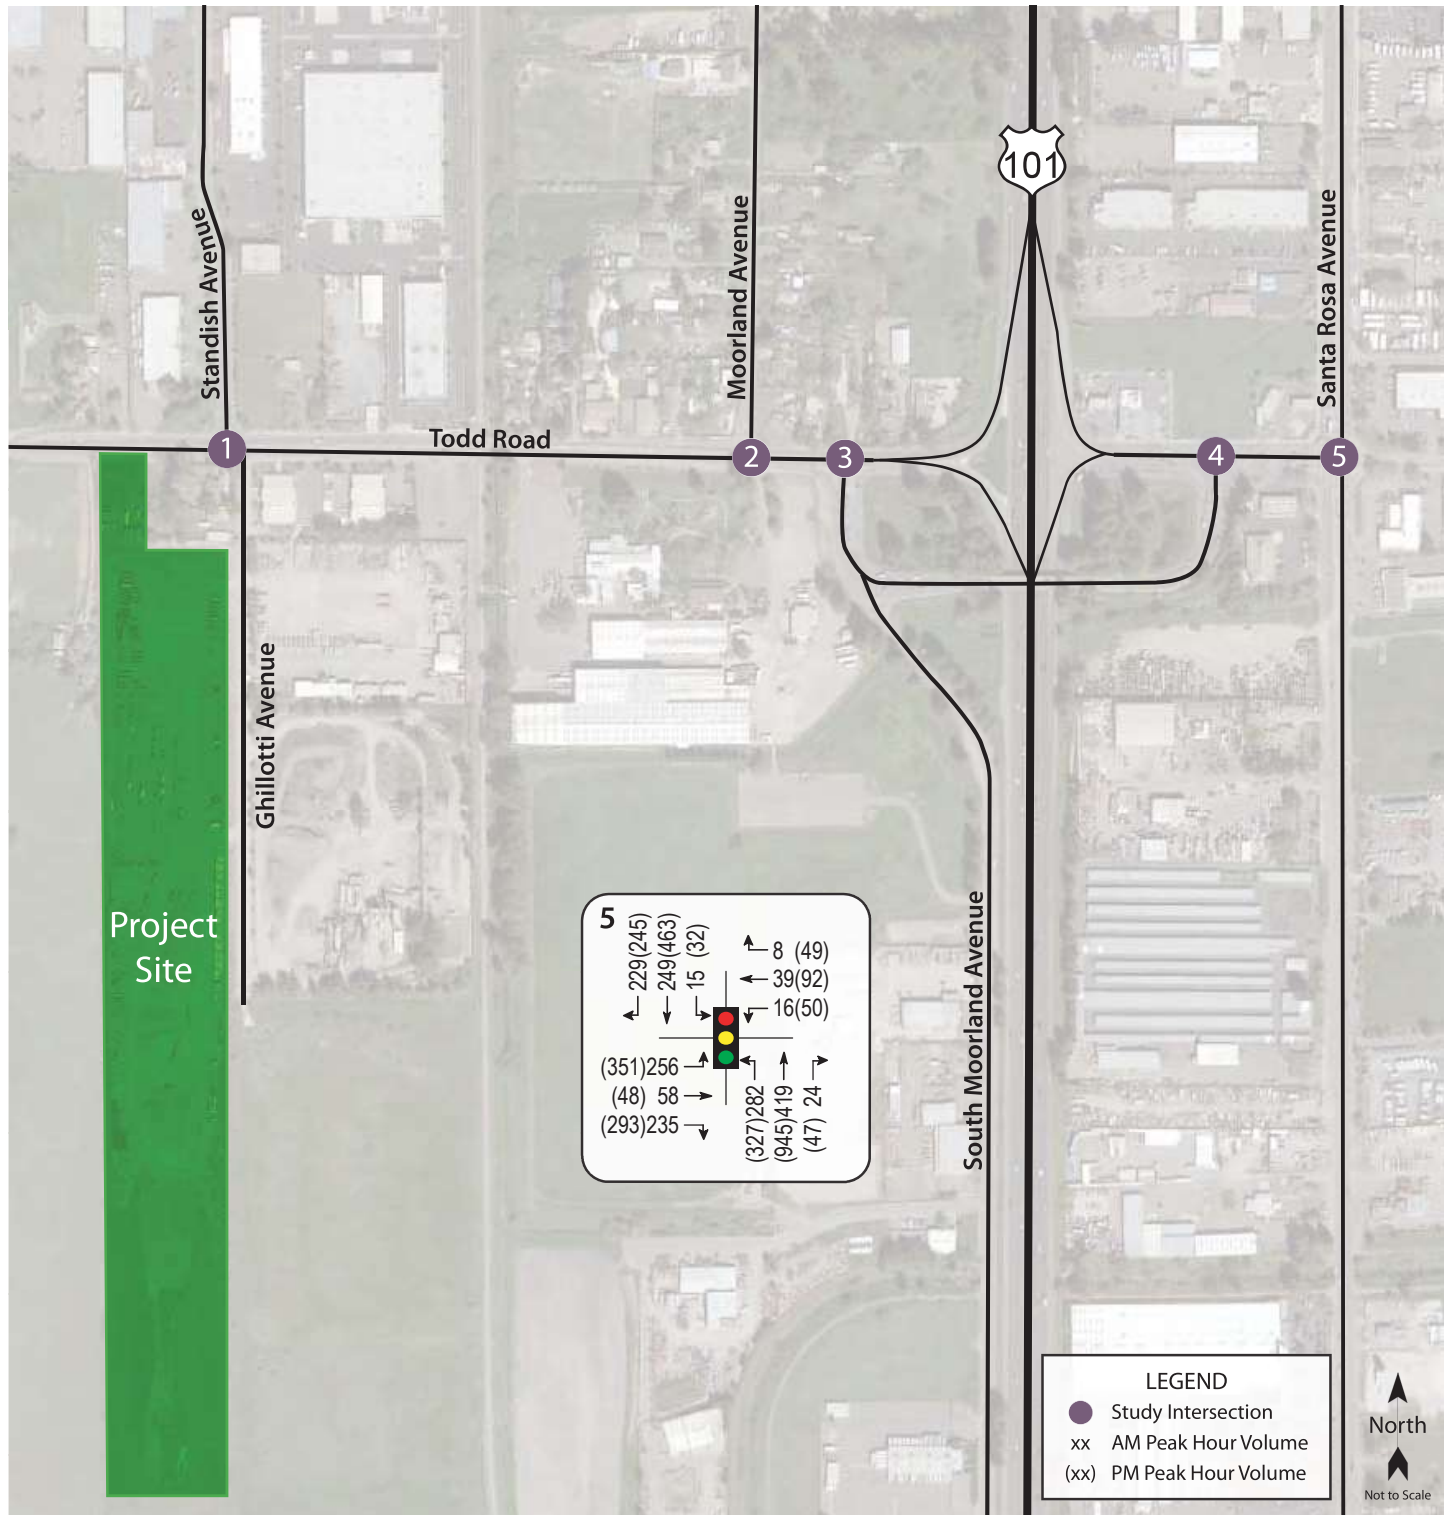 101
Standish Avenue
Moorland Avenue
Santa Rosa Avenue
Todd Road
1
2
3
4
5
Ghillotti Avenue
Project
Site
South Moorland Avenue
5
229(245)
249(463)
15 (32)
8 (49)
39(92)
16(50)
(351)256
(48) 58
(293)235
(327)282
(945)419
(47) 24
LEGEND
Study Intersection
xx AM Peak Hour Volume
(xx) PM Peak Hour Volume
North
Not to Scale